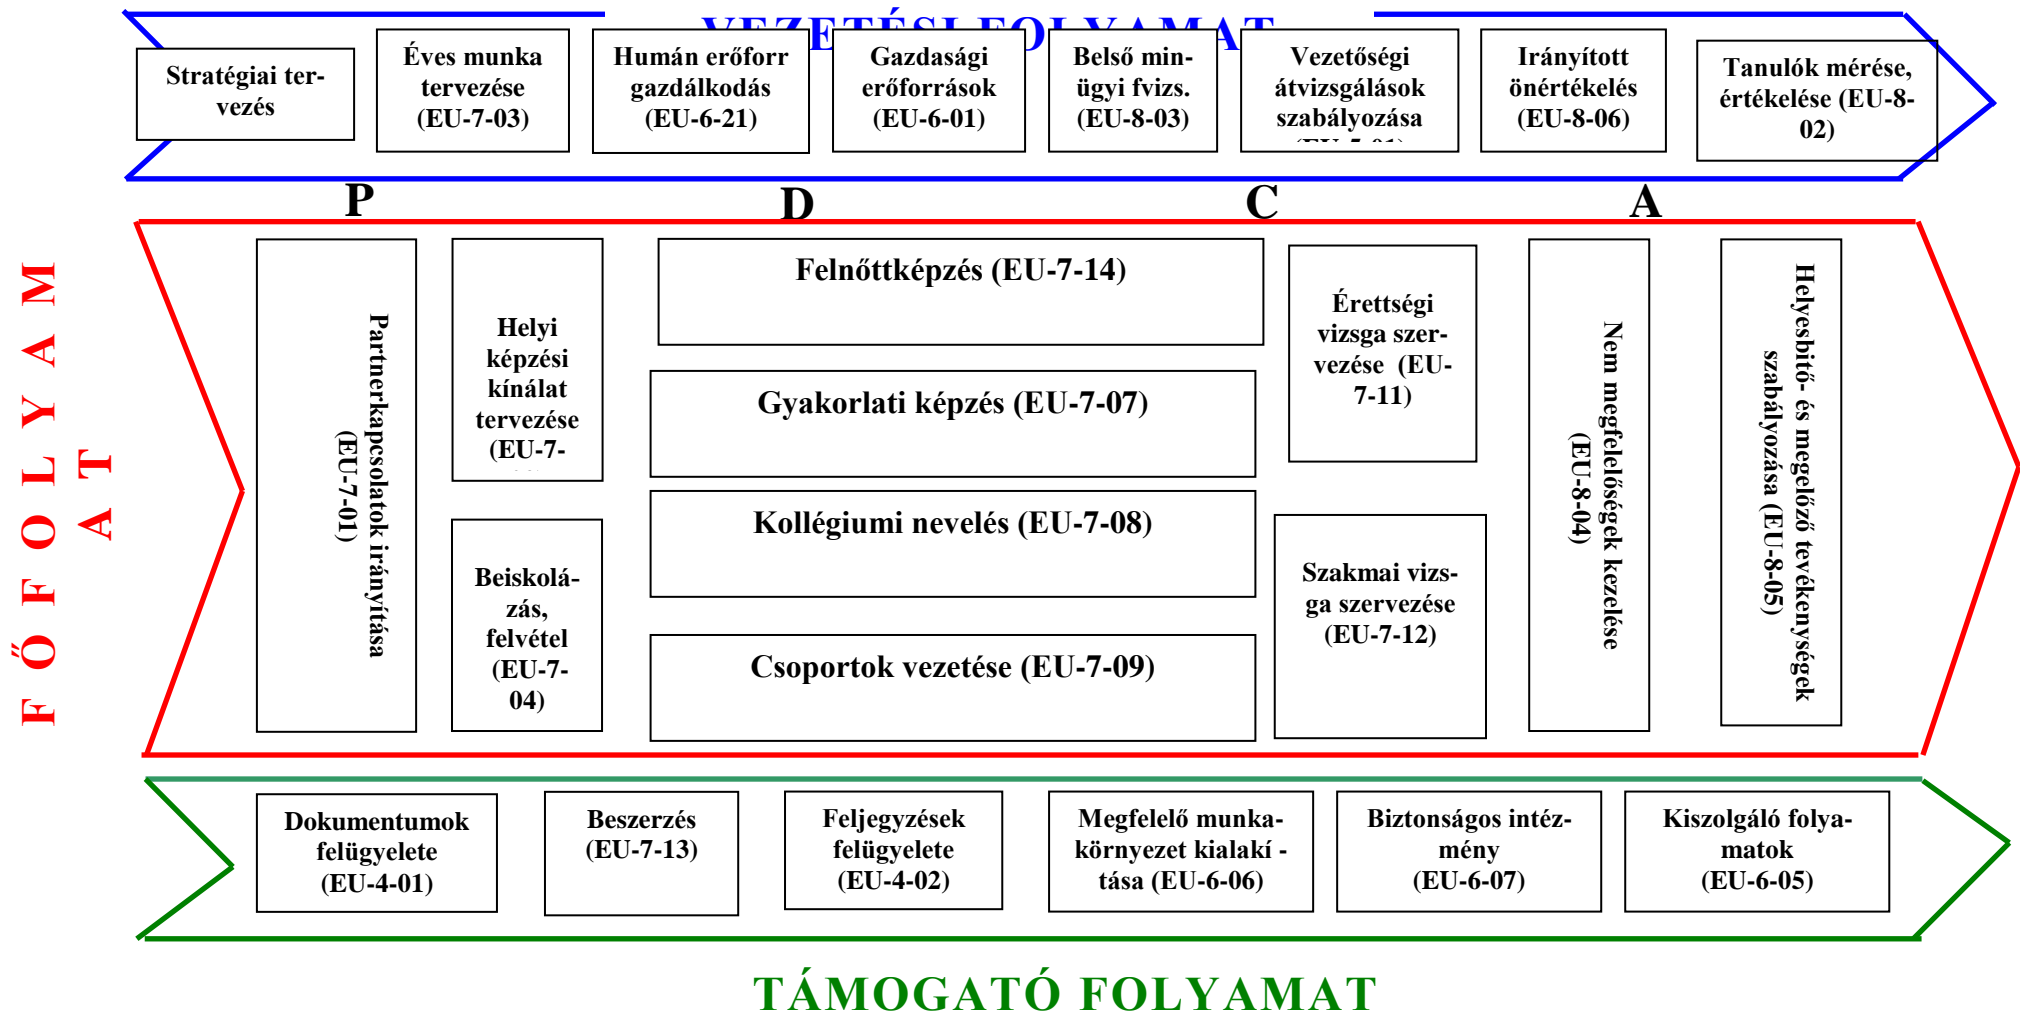 VEZETÉSI FOLYAMAT
Stratégiai ter-
vezés
Éves munka
tervezése
(EU-7-03)
Humán erőforr
gazdálkodás
(EU-6-21)
Gazdasági
erőforrások
(EU-6-01)
Belső min-
ügyi fvizs.
(EU-8-03)
Vezetőségi
átvizsgálások
szabályozása
Irányított
önértékelés
(EU-8-06)
Tanulók mérése,
értékelése (EU-8-
02)
P
D
C
A
FŐFOLYAM
AT
Partnerkapcsolatok irányítása
(EU-7-01)
Helyi
képzési
kínálat
tervezése
(EU-7-
Beiskolá-
zás,
felvétel
(EU-7-
04)
Felnőttképzés (EU-7-14)
Gyakorlati képzés (EU-7-07)
Kollégiumi nevelés (EU-7-08)
Csoportok vezetése (EU-7-09)
Érettségi
vizsga szer-
vezése (EU-
7-11)
Szakmai vizs-
ga szervezése
(EU-7-12)
Nem megfelelőségek kezelése
(EU-8-04)
Helyesbitő- és megelőző tevékenységek
szabályozása (EU-8-05)
Dokumentumok
felügyelete
(EU-4-01)
Beszerzés
(EU-7-13)
Feljegyzések
felügyelete
(EU-4-02)
Megfelelő munka-
környezet kialakí -
tása (EU-6-06)
Biztonságos intéz-
mény
(EU-6-07)
Kiszolgáló folya-
matok
(EU-6-05)
TÁMOGATÓ FOLYAMAT